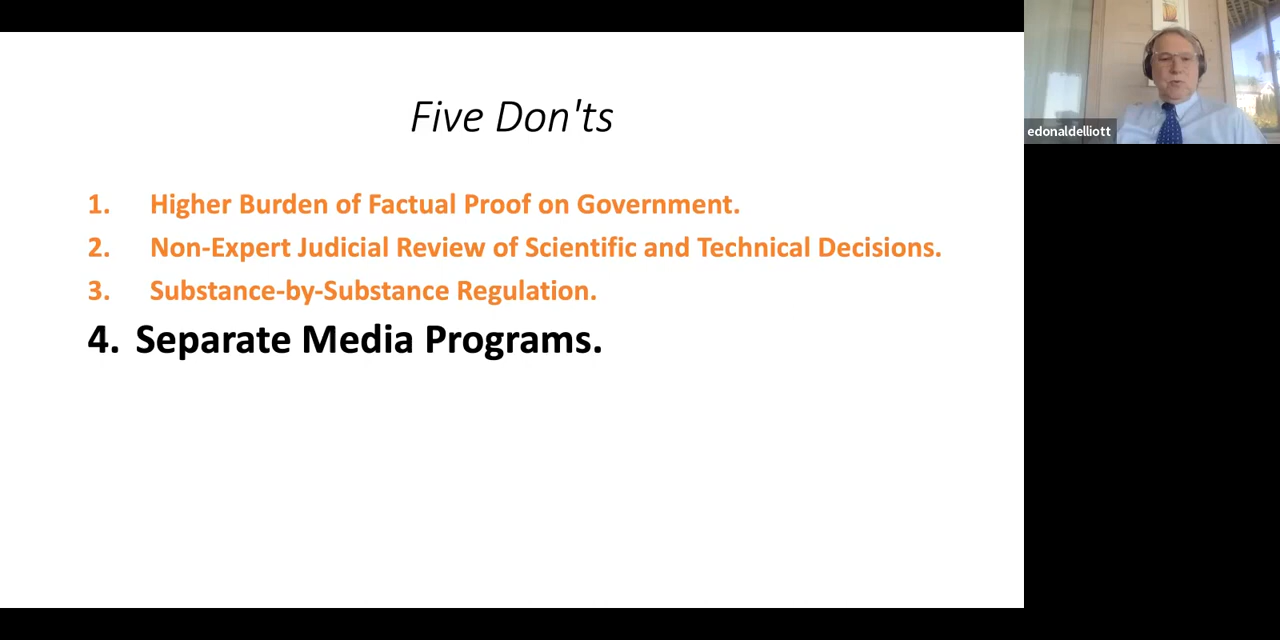 Five Don'ts
1. Higher Burden of Factual Proof on Government.
2. Non-Expert Judicial Review of Scientific and Technical Decisions.
3. Substance-by-Substance Regulation.
4. Separate Media Programs.
edonaldelliott